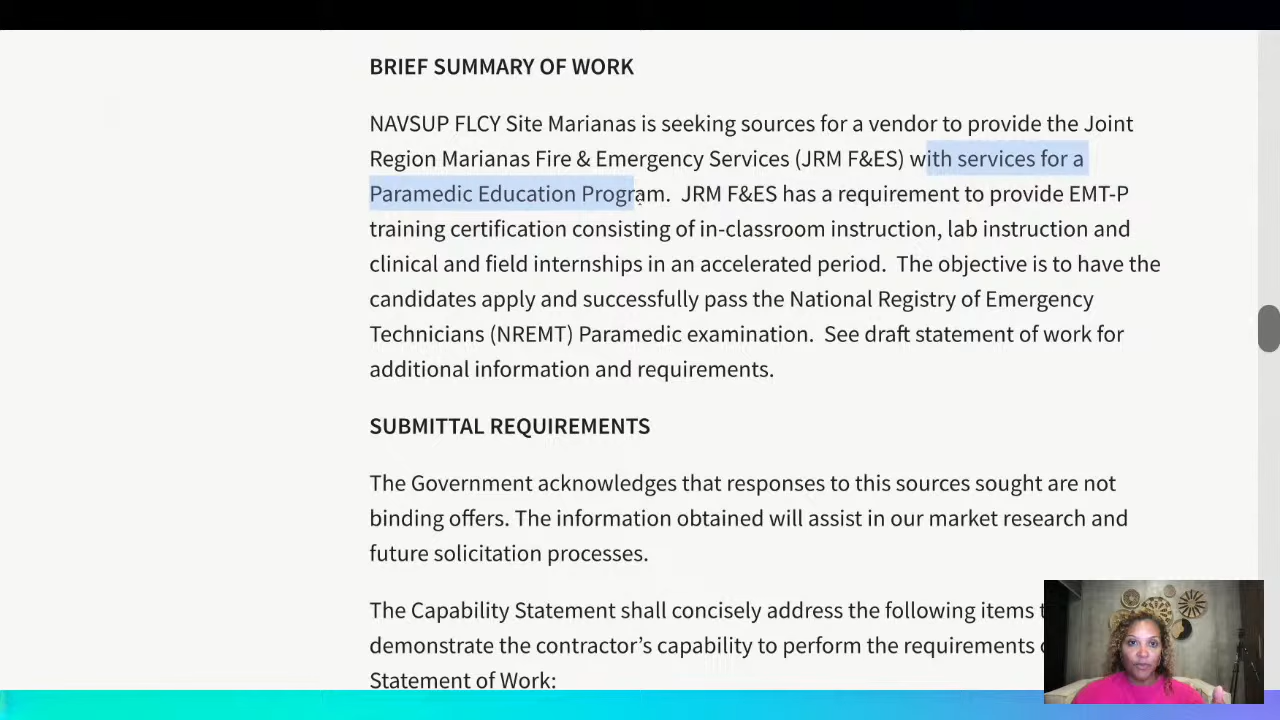 BRIEF SUMMARY OF WORK
NAVSUP FLCY Site Marianas is seeking sources for a vendor to provide the Joint
Region Marianas Fire & Emergency Services (JRM F&ES) with services for a
Paramedic Education Program.  JRM F&ES has a requirement to provide EMT-P
training certification consisting of in-classroom instruction, lab instruction and
clinical and field internships in an accelerated period.  The objective is to have the
candidates apply and successfully pass the National Registry of Emergency
Technicians (NREMT) Paramedic examination.  See draft statement of work for
additional information and requirements.
SUBMITTAL REQUIREMENTS
The Government acknowledges that responses to this sources sought are not
binding offers. The information obtained will assist in our market research and
future solicitation processes.
The Capability Statement shall concisely address the following items
demonstrate the contractor’s capability to perform the requirements
Statement of Work: